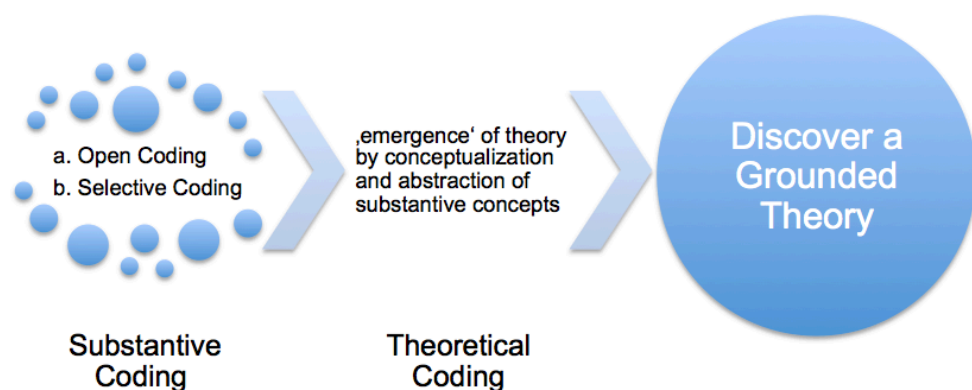 a. Open Coding
b. Selective Coding
‚emergence‘ of theory
by conceptualization
and abstraction of
substantive concepts
Discover a
Grounded
Theory
Substantive
Coding
Theoretical
Coding